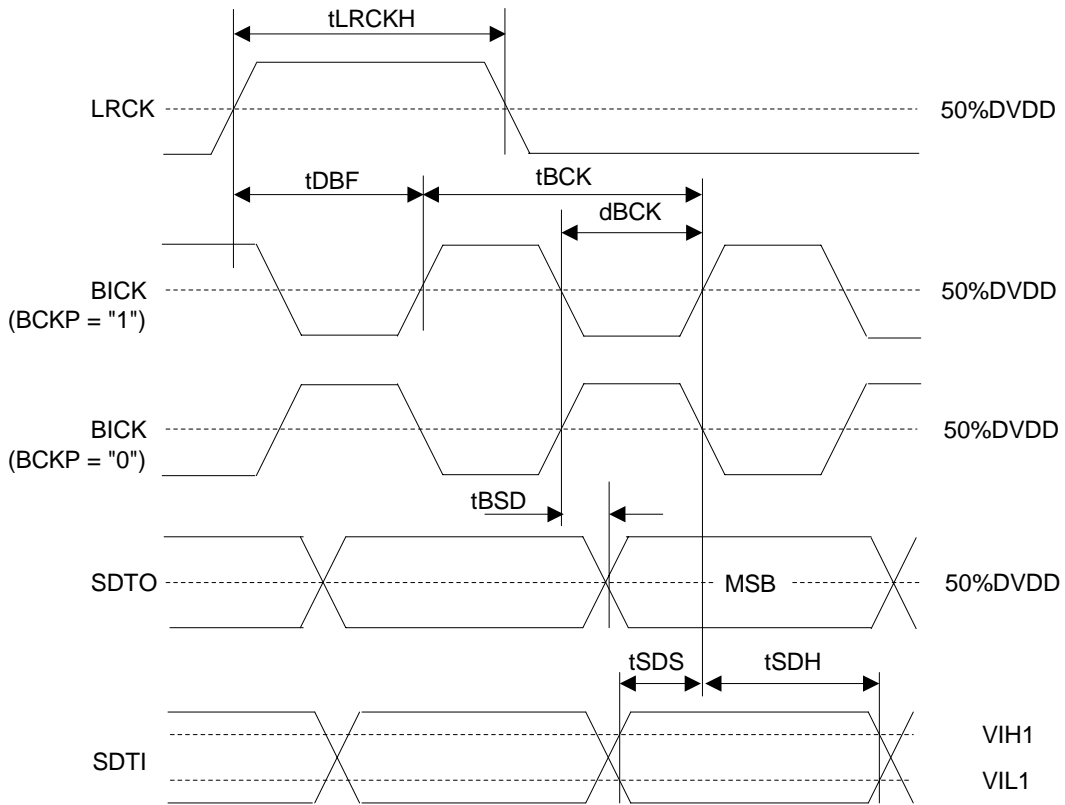 tLRCKH
LRCK
50%DVDD
tDBF
tBCK
dBCK
BICK
(BCKP = "1")
50%DVDD
BICK
(BCKP = "0")
50%DVDD
tBSD
SDTO
MSB
50%DVDD
tSDS
tSDH
SDTI
VIH1
VIL1